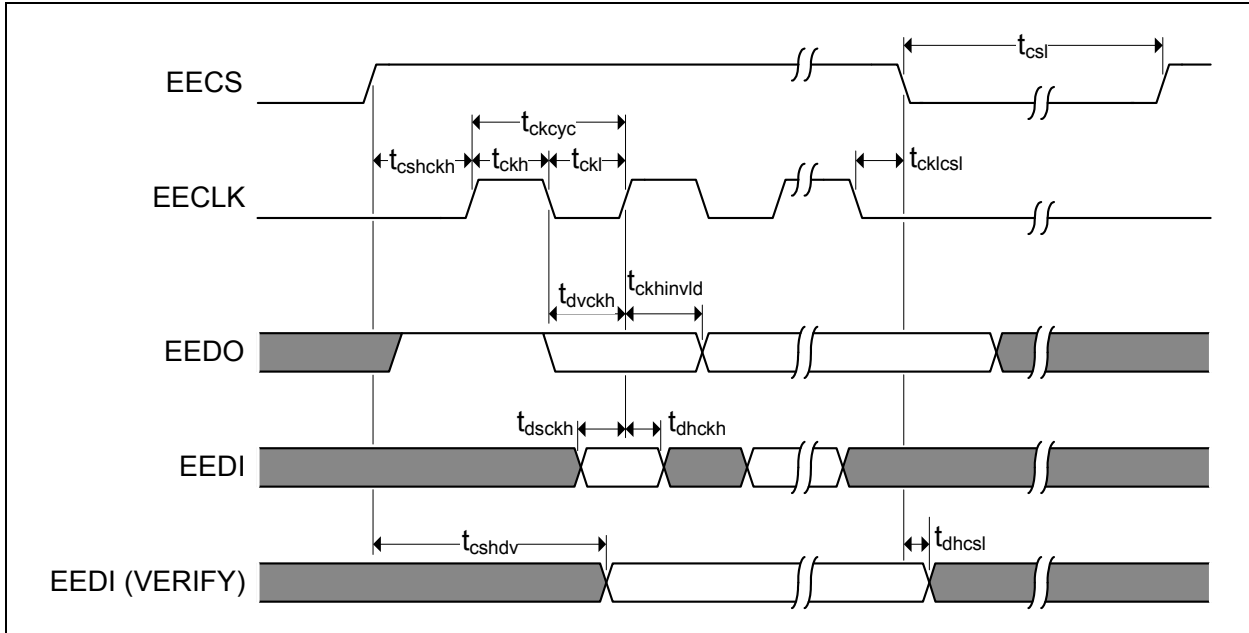 t_csl
EECS
t_ckcyc
t_cshckh
t_ckh
t_ckl
t_cklcsl
EECLK
t_dvckh
t_ckhinvld
EEDO
t_dsckh
t_dhckh
EEDI
t_cshdv
t_dhcsl
EEDI (VERIFY)